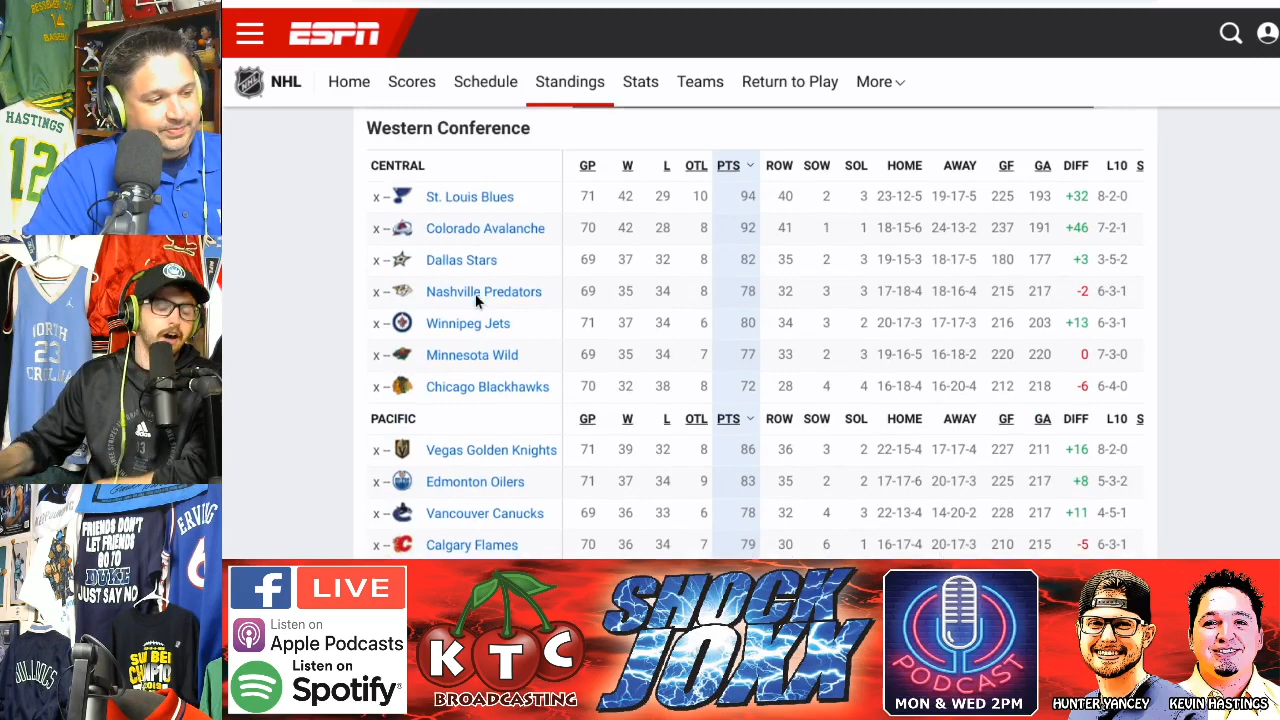 BESSEMER CITY
14
HASTINGS
12
NORTH
23
FRIENDS DON'T
LET FRIENDS
GO TO
DUKE
JUST SAY NO
ERVING
6
BULLDOGS
ESPN
NHL Home Scores Schedule Standings Stats Teams Return to Play More
Western Conference
CENTRAL GP W L OTL PTS ROW SOW SOL HOME AWAY GF GA DIFF L10 S
x -- St. Louis Blues 71 42 29 10 94 40 2 3 23-12-5 19-17-5 225 193 +32 8-2-0
x -- Colorado Avalanche 70 42 28 8 92 41 1 1 18-15-6 24-13-2 237 191 +46 7-2-1
x -- Dallas Stars 69 37 32 8 82 35 2 3 19-15-3 18-17-5 180 177 +3 3-5-2
x -- Nashville Predators 69 35 34 8 78 32 3 3 17-18-4 18-16-4 215 217 -2 6-3-1
x -- Winnipeg Jets 71 37 34 6 80 34 3 2 20-17-3 17-17-3 216 203 +13 6-3-1
x -- Minnesota Wild 69 35 34 7 77 33 2 3 19-16-5 16-18-2 220 220 0 7-3-0
x -- Chicago Blackhawks 70 32 38 8 72 28 4 4 16-18-4 16-20-4 212 218 -6 6-4-0
PACIFIC GP W L OTL PTS ROW SOW SOL HOME AWAY GF GA DIFF L10 S
x -- Vegas Golden Knights 71 39 32 8 86 36 3 2 22-15-4 17-17-4 227 211 +16 8-2-0
x -- Edmonton Oilers 71 37 34 9 83 35 2 2 17-17-6 20-17-3 225 217 +8 5-3-2
x -- Vancouver Canucks 69 36 33 6 78 32 4 3 22-13-4 14-20-2 228 217 +11 4-5-1
x -- Calgary Flames 70 36 34 7 79 30 6 1 16-17-4 20-17-3 210 215 -5 6-3-1
f LIVE
Listen on
Apple Podcasts
Listen on
Spotify
KTC
BROADCASTING
SHOCK
JOXX
PODCAST
MON & WED 2PM
HUNTER YANCEY
KEVIN HASTINGS